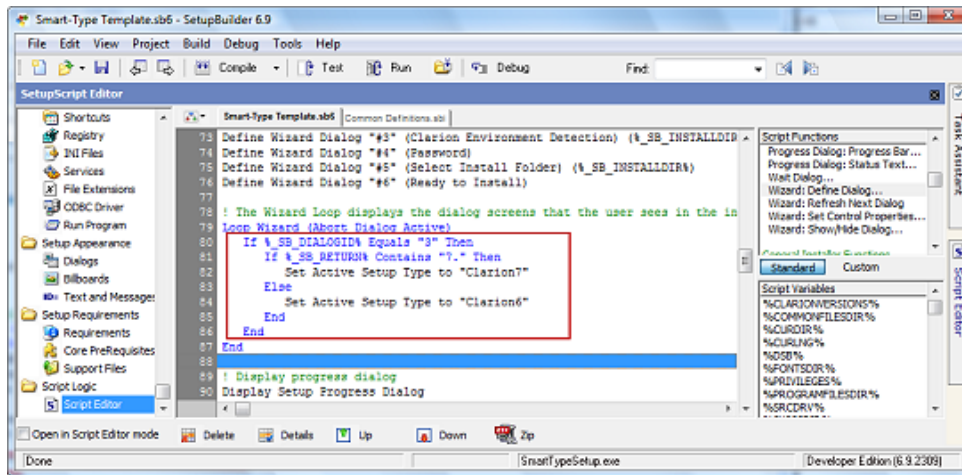 Smart-Type Template.sb6 - SetupBuilder 6.9
File Edit View Project Build Debug Tools Help
Compile Test Run Debug Find:
SetupScript Editor
Shortcuts
Registry
INI Files
Services
File Extensions
ODBC Driver
Run Program
Setup Appearance
Dialogs
Billboards
Text and Messages
Setup Requirements
Requirements
Core PreRequisites
Support Files
Script Logic
Script Editor
Smart-Type Template.sb6 Common Definitions.sbi
73 Define Wizard Dialog "#3" (Clarion Environment Detection) (%_SB_INSTALLDIR
74 Define Wizard Dialog "#4" (Password)
75 Define Wizard Dialog "#5" (Select Install Folder) (%_SB_INSTALLDIR%)
76 Define Wizard Dialog "#6" (Ready to Install)
77
78 ! The Wizard Loop displays the dialog screens that the user sees in the in
79 Loop Wizard (Abort Dialog Active)
80 If %_SB_DIALOGID% Equals "3" Then
81 If %_SB_RETURN% Contains "7." Then
82 Set Active Setup Type to "Clarion7"
83 Else
84 Set Active Setup Type to "Clarion6"
85 End
86 End
87 End
88
89 ! Display progress dialog
90 Display Setup Progress Dialog
Script Functions
Progress Dialog: Progress Bar...
Progress Dialog: Status Text...
Wait Dialog...
Wizard: Define Dialog...
Wizard: Refresh Next Dialog
Wizard: Set Control Properties...
Wizard: Show/Hide Dialog...
General Installer Functions
Standard Custom
Script Variables
%CLARIONVERSIONS%
%COMMONFILESDIR%
%CURDIR%
%CURLNG%
%DSB%
%FONTSDIR%
%PRIVILEGES%
%PROGRAMFILESDIR%
%SRCDRV%
Task Assistant
Script Editor
Open in Script Editor mode Delete Details Up Down Zip
Done SmartTypeSetup.exe Developer Edition (6.9.2309)